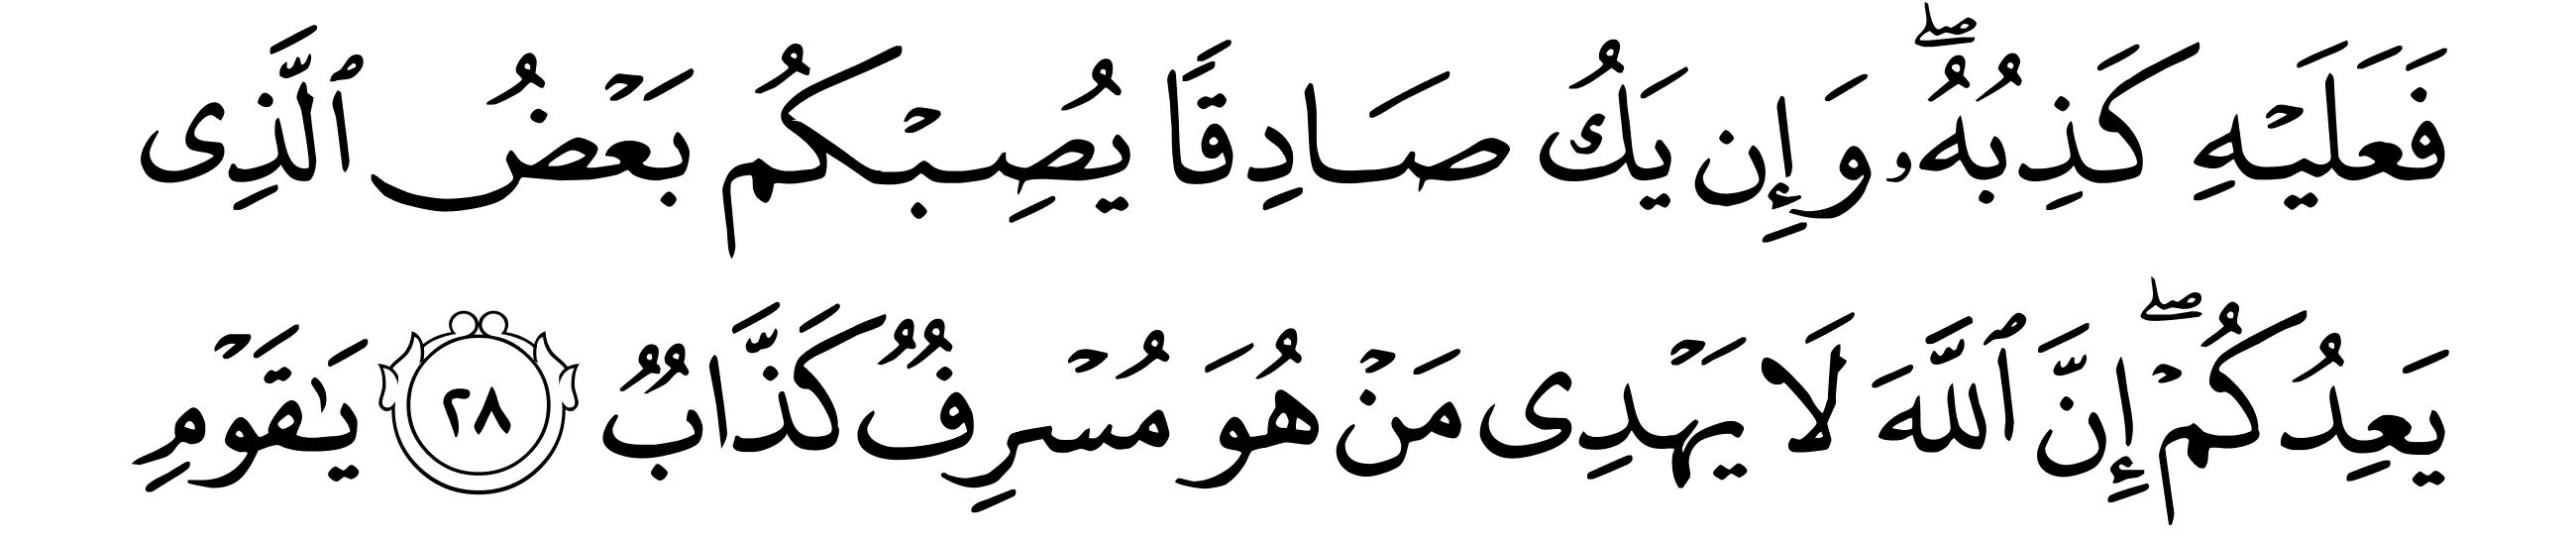 فَعَلَيۡهِ كَذِبُهُۥۖ وَإِن يَكُ صَادِقًا يُصِبۡكُم بَعۡضُ ٱلَّذِى
يَعِدُكُمۡۖ إِنَّ ٱللَّهَ لَا يَهۡدِى مَنۡ هُوَ مُسۡرِفٌ كَذَّابٌ ٢٨ يَٰقَوۡمِ